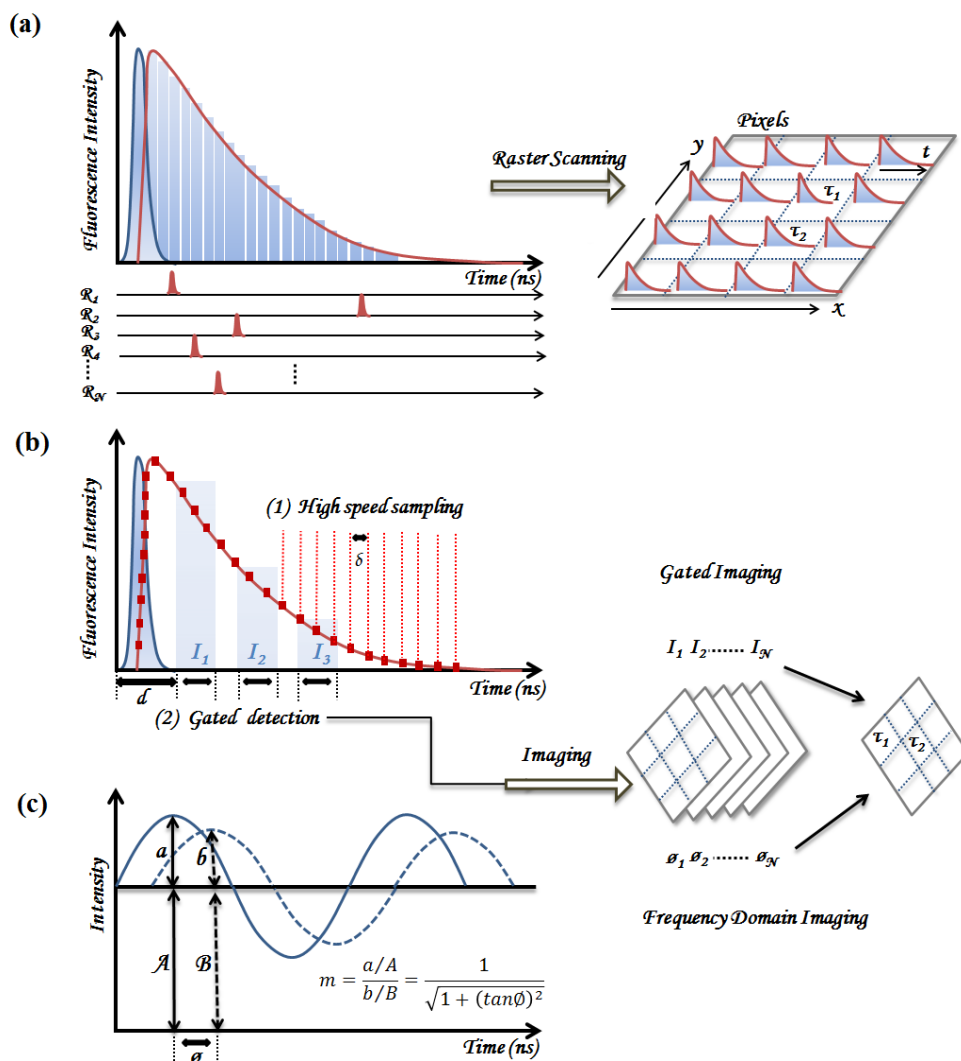 (a)
Fluorescence Intensity
Time (ns)
R1
R2
R3
R4
RN
Raster Scanning
Pixels
y
t
τ1
τ2
x
(b)
Fluorescence Intensity
(1) High speed sampling
δ
I1 I2 I3
Time (ns)
d
(2) Gated detection
Imaging
Gated Imaging
I1 I2 ....... IN
τ1 τ2
ø1 ø2 ....... øN
Frequency Domain Imaging
(c)
Intensity
a b
A B
m = (a/A)/(b/B) = 1/√(1 + (tanØ)²)
Time (ns)
ø